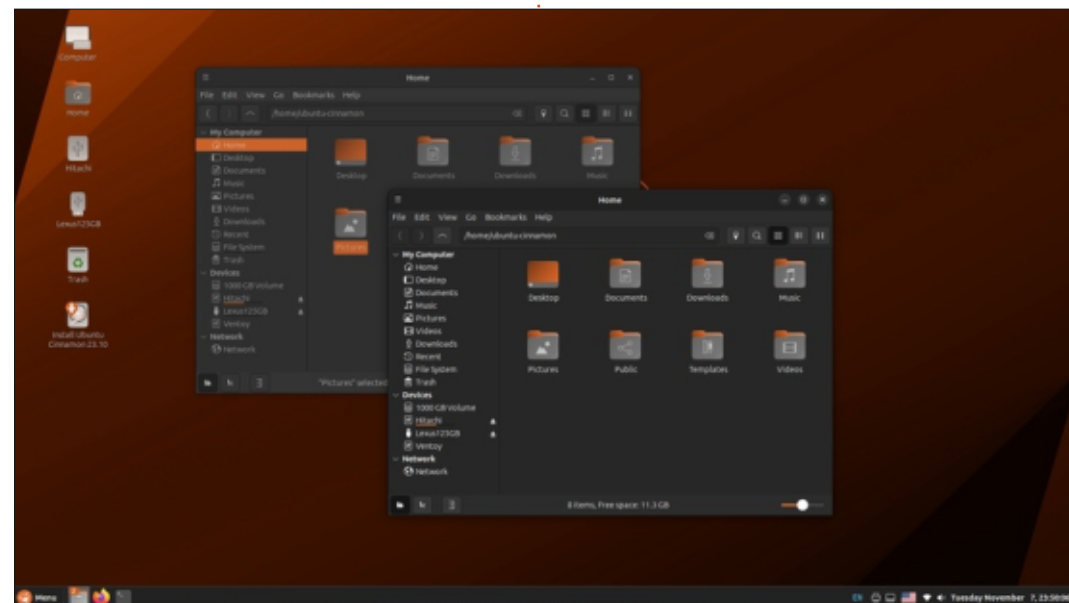 Computer
Home
Hitachi
Lexus123GB
Trash
Install Ubuntu
Cinnamon 23.10
Home
File Edit View Go Bookmarks Help
/home/ubuntu-cinnamon
My Computer
Home
Desktop
Documents
Music
Pictures
Videos
Downloads
Recent
File System
Trash
Devices
1000 GB Volume
Hitachi
Lexus123GB
Ventoy
Network
Network
Desktop Documents Downloads Music
Pictures
"Pictures" selected
Home
File Edit View Go Bookmarks Help
/home/ubuntu-cinnamon
My Computer
Home
Desktop
Documents
Music
Pictures
Videos
Downloads
Recent
File System
Trash
Devices
1000 GB Volume
Hitachi
Lexus123GB
Ventoy
Network
Network
Desktop Documents Downloads Music
Pictures Public Templates Videos
8 items, Free space: 11.3 GB
Menu
EN Tuesday November 7, 23:50:06